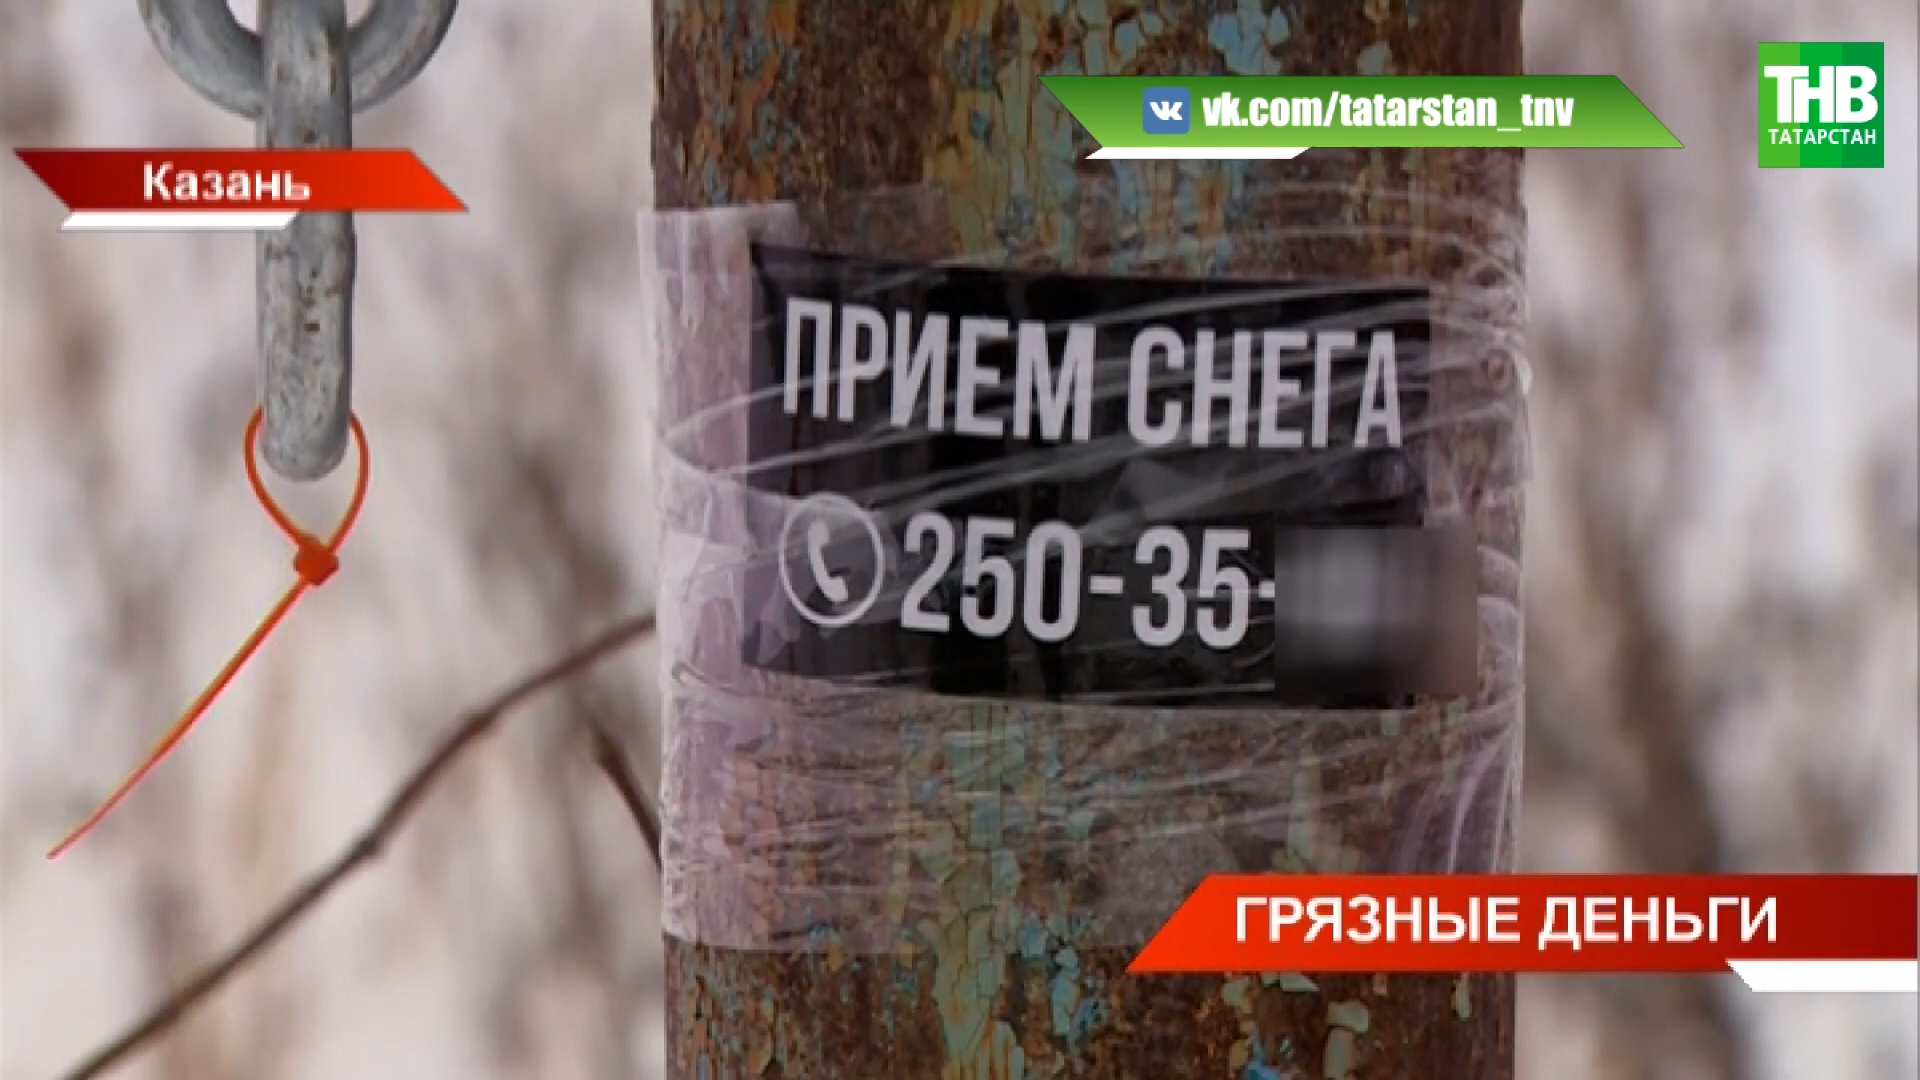 vk.com/tatarstan_tnv
ТНВ
ТАТАРСТАН
Казань
ПРИЕМ СНЕГА
250-35-
ГРЯЗНЫЕ ДЕНЬГИ